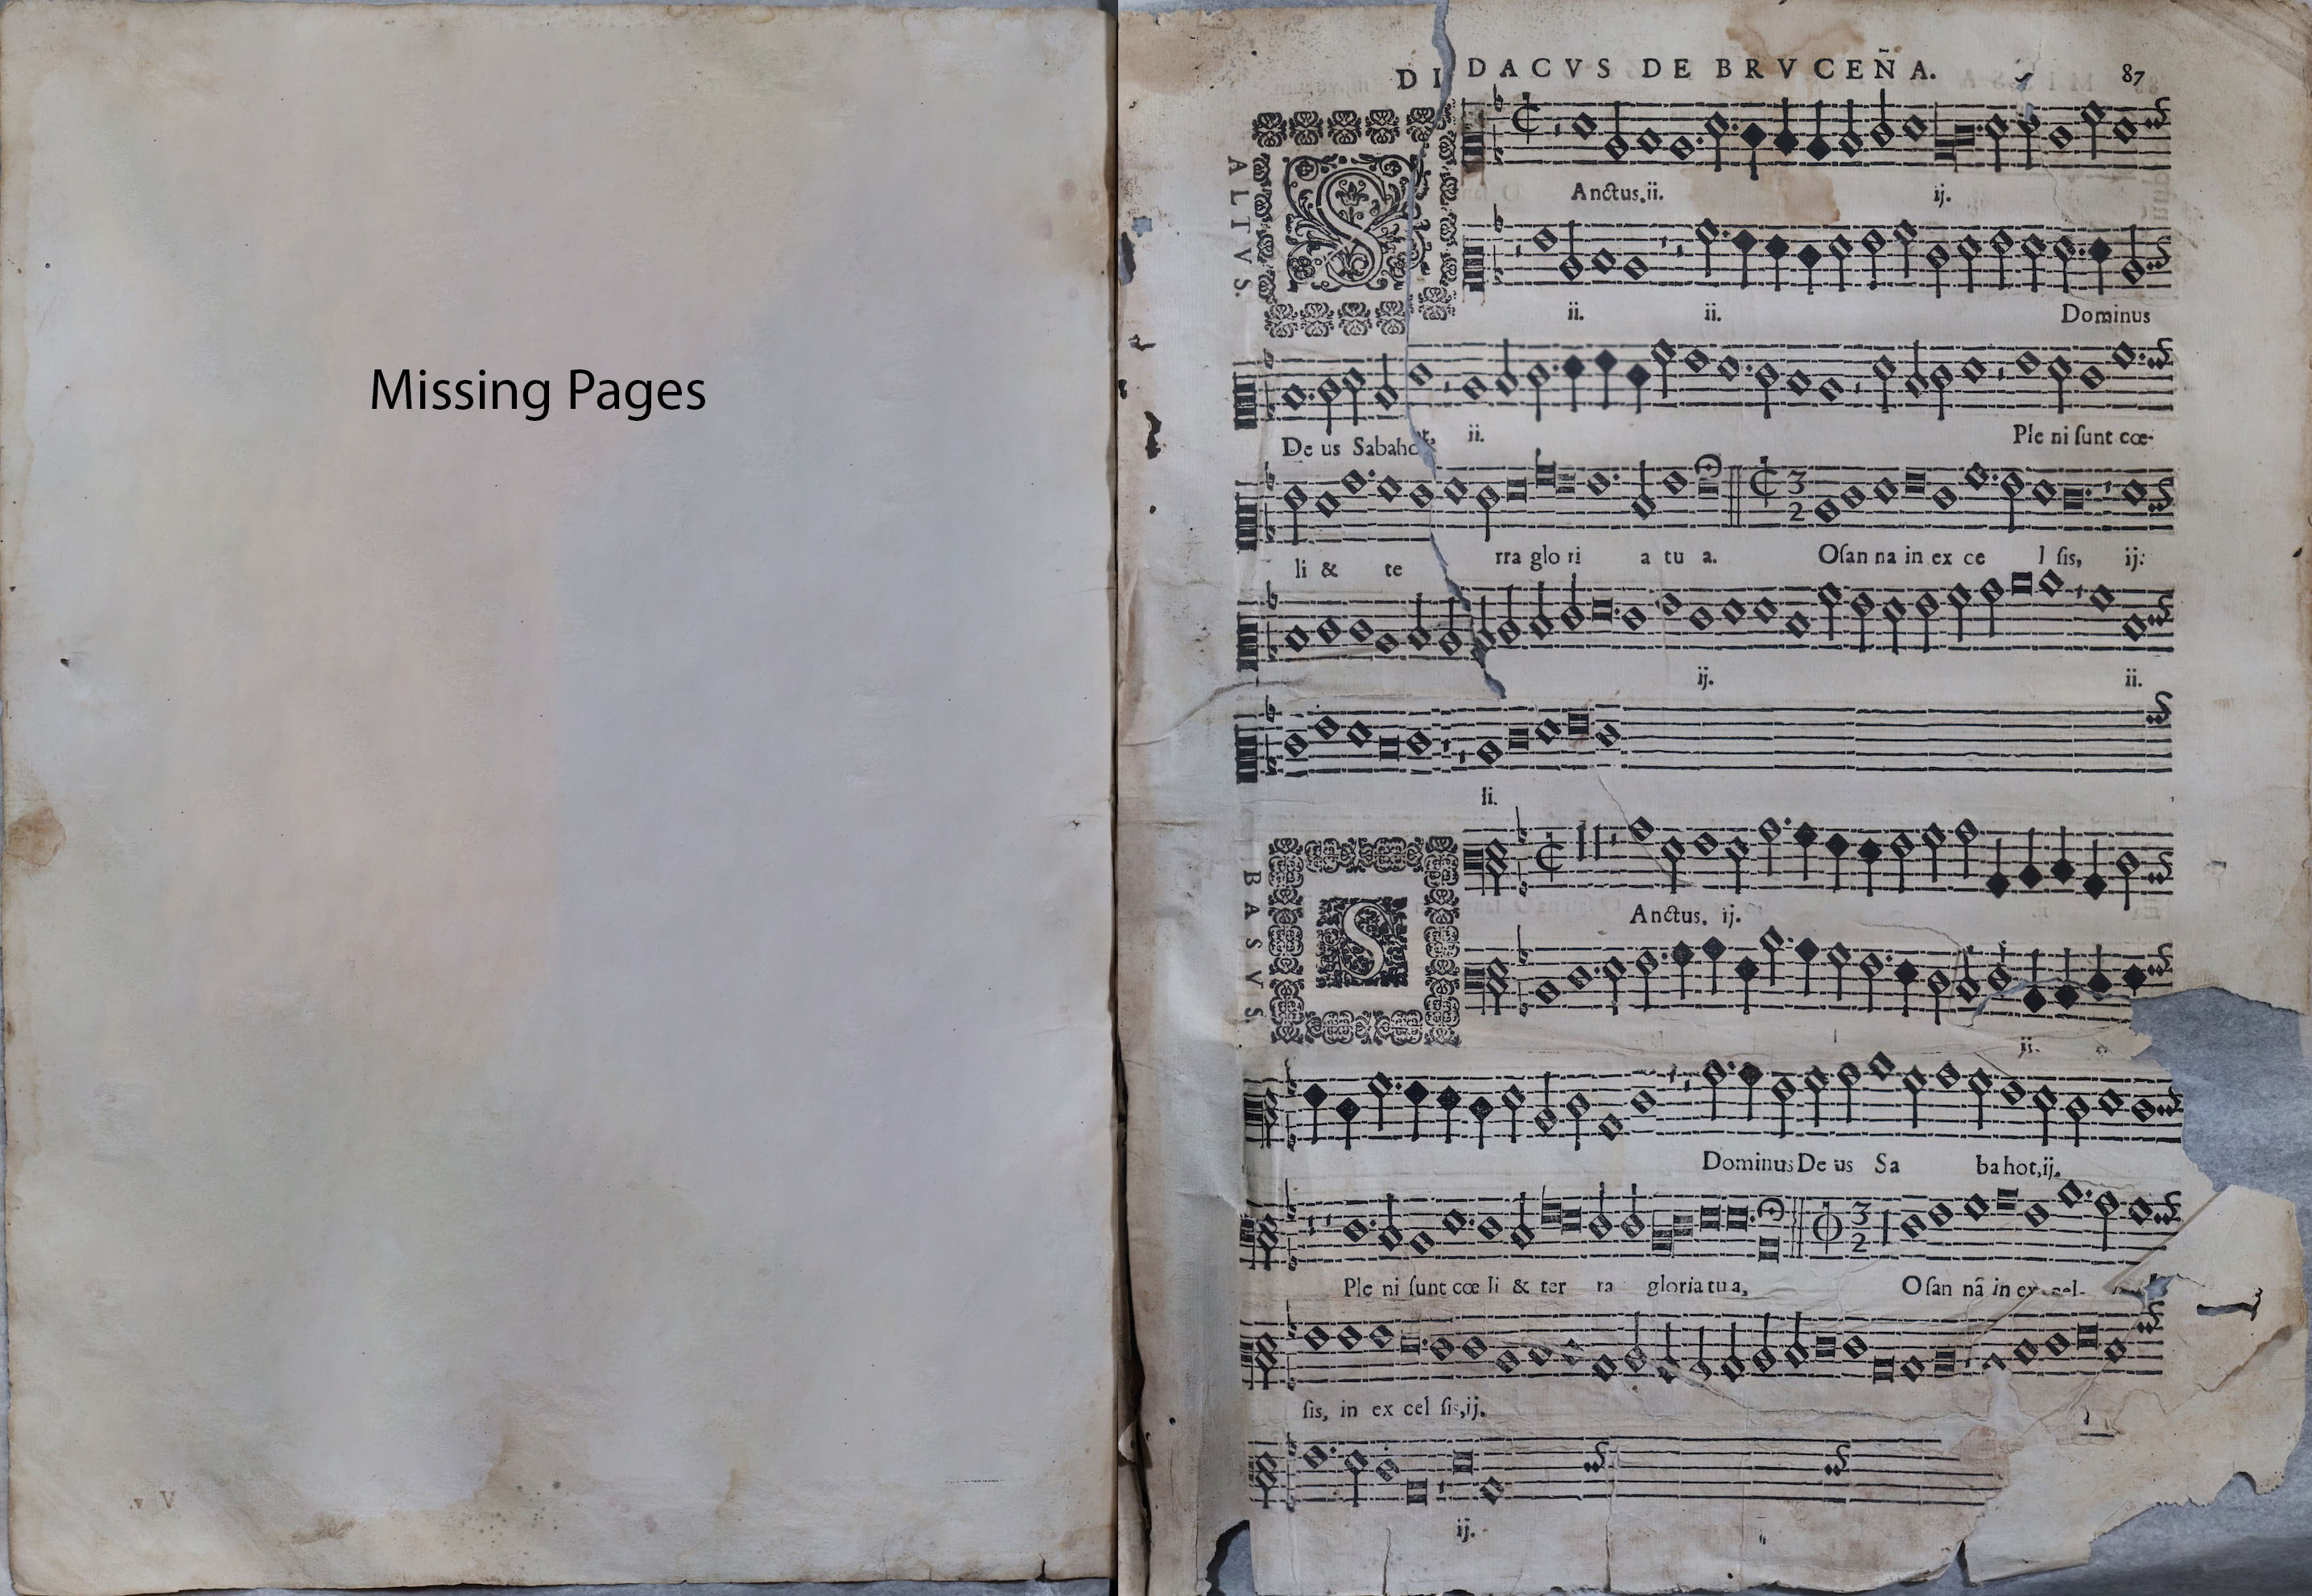 Missing Pages
V
DIDACVS DE BRVCEÑA. 87
ALTVS.
S
Anctus, ii. ij.
ii. ii. Dominus
De us Sabahot, ii. Ple ni ſunt cœ-
li & te rra glo ri a tu a. Oſan na in ex ce l ſis, ij:
ij. ii.
ii.
BASVS
S
Anctus, ij.
ij.
Dominus De us Sa ba hot, ij.
Ple ni ſunt cœ li & ter ra gloria tu a, Oſan nā in ex cel-
ſis, in ex cel ſis, ij.
ij.